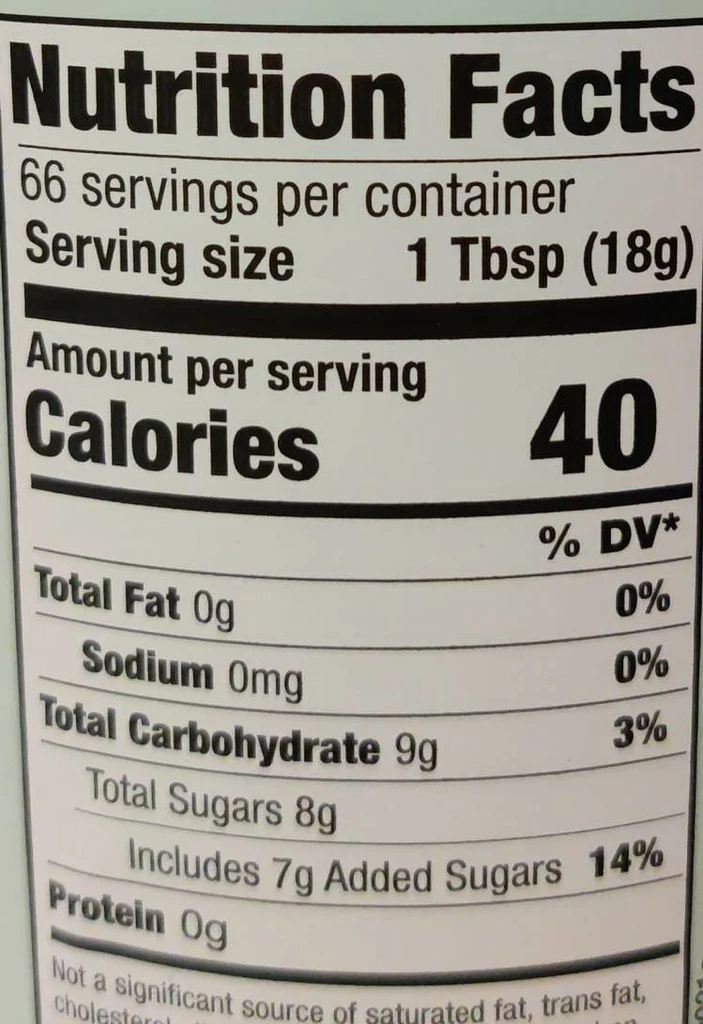 Nutrition Facts
66 servings per container
Serving size 1 Tbsp (18g)
Amount per serving
Calories 40
% DV*
Total Fat 0g 0%
Sodium 0mg 0%
Total Carbohydrate 9g 3%
Total Sugars 8g
Includes 7g Added Sugars 14%
Protein 0g
Not a significant source of saturated fat, trans fat,